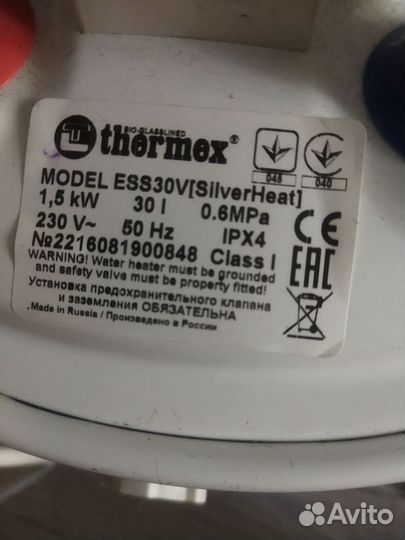 BIO-GLASSLINED
thermex®
048 040
MODEL ESS30V[SilverHeat]
1,5 kW 30 l 0.6MPa
230 V~ 50 Hz IPX4
№2216081900848 Class I
CE
EAC
WARNING! Water heater must be grounded
and safety valve must be property fitted!
Установка предохранительного клапана
и заземления ОБЯЗАТЕЛЬНА
Made in Russia / Произведено в России
Avito